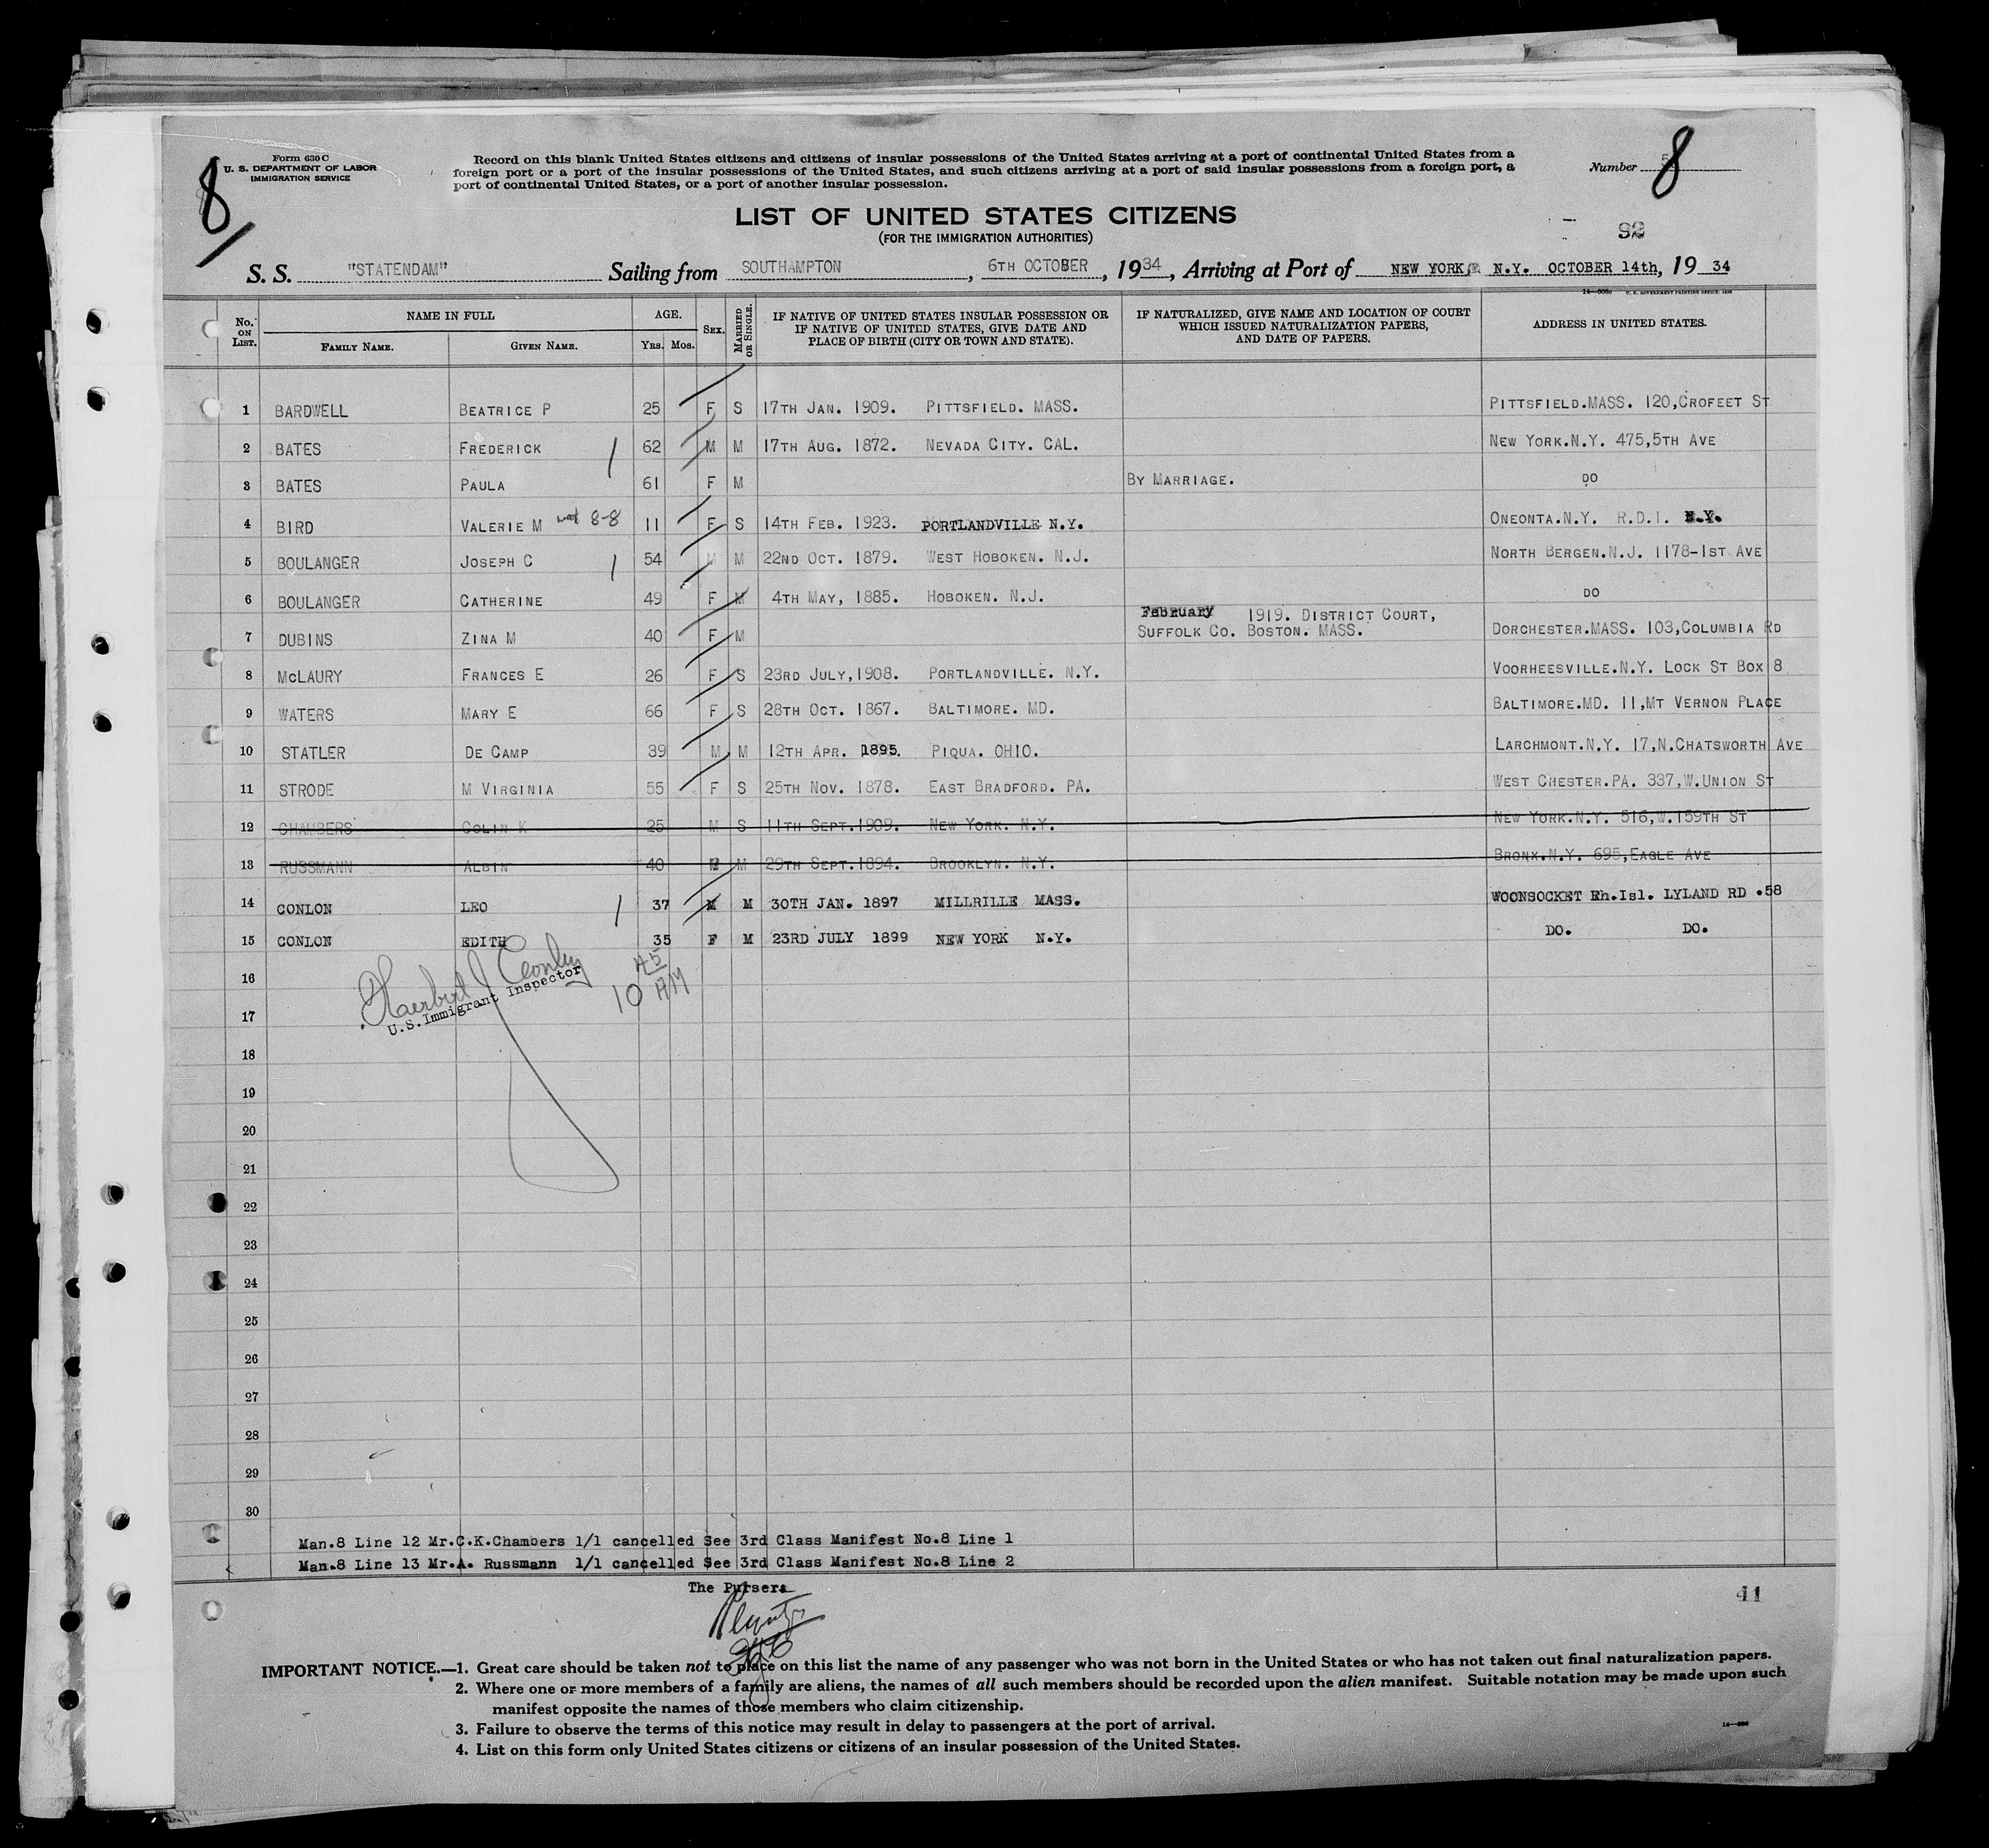 Form 630 C
U. S. DEPARTMENT OF LABOR
IMMIGRATION SERVICE
8
Record on this blank United States citizens and citizens of insular possessions of the United States arriving at a port of continental United States from a
foreign port or a port of the insular possessions of the United States, and such citizens arriving at a port of said insular possessions from a foreign port, a
port of continental United States, or a port of another insular possession.
Number 8
LIST OF UNITED STATES CITIZENS
(FOR THE IMMIGRATION AUTHORITIES)
S. S. "STATENDAM" Sailing from SOUTHAMPTON, 6TH OCTOBER, 1934, Arriving at Port of NEW YORK N.Y. OCTOBER 14th, 19 34
No. ON LIST. NAME IN FULL FAMILY NAME. GIVEN NAME. AGE. Yrs. Mos. SEX. MARRIED OR SINGLE. IF NATIVE OF UNITED STATES INSULAR POSSESSION OR IF NATIVE OF UNITED STATES, GIVE DATE AND PLACE OF BIRTH (CITY OR TOWN AND STATE). IF NATURALIZED, GIVE NAME AND LOCATION OF COURT WHICH ISSUED NATURALIZATION PAPERS, AND DATE OF PAPERS. ADDRESS IN UNITED STATES.
1 BARDWELL BEATRICE P 25 F S 17TH JAN. 1909. PITTSFIELD. MASS. PITTSFIELD.MASS. 120,CROFEET ST
2 BATES FREDERICK 62 M M 17TH AUG. 1872. NEVADA CITY. CAL. NEW YORK.N.Y. 475,5TH AVE
3 BATES PAULA 61 F M BY MARRIAGE. DO
4 BIRD VALERIE M 8-8 11 F S 14TH FEB. 1923. PORTLANDVILLE N.Y. ONEONTA.N.Y. R.D.1. N.Y.
5 BOULANGER JOSEPH C 54 M M 22ND OCT. 1879. WEST HOBOKEN. N.J. NORTH BERGEN.N.J. 1178-1ST AVE
6 BOULANGER CATHERINE 49 F M 4TH MAY, 1885. HOBOKEN. N.J. DO
7 DUBINS ZINA M 40 F M February 1919. DISTRICT COURT, SUFFOLK CO. BOSTON. MASS. DORCHESTER.MASS. 103,COLUMBIA RD
8 McLAURY FRANCES E 26 F S 23RD JULY,1908. PORTLANDVILLE. N.Y. VOORHEESVILLE.N.Y. LOCK ST BOX 8
9 WATERS MARY E 66 F S 28TH OCT. 1867. BALTIMORE. MD. BALTIMORE.MD. 11,MT VERNON PLACE
10 STATLER DE CAMP 39 M M 12TH APR. 1895. PIQUA. OHIO. LARCHMONT.N.Y. 17,N.CHATSWORTH AVE
11 STRODE M VIRGINIA 55 F S 25TH NOV. 1878. EAST BRADFORD. PA. WEST CHESTER.PA. 337,W.UNION ST
12 CHAMBERS COLIN K 25 M S 11TH SEPT.1909. NEW YORK. N.Y. NEW YORK.N.Y. 516,W.159TH ST
13 RUSSMANN ALBIN 40 M M 29TH SEPT.1894. BROOKLYN. N.Y. BRONX.N.Y. 695,EAGLE AVE
14 CONLON LEO 37 M M 30TH JAN. 1897 MILLRILLE MASS. WOONSOCKET Rh.Isl. LYLAND RD .58
15 CONLON EDITH 35 F M 23RD JULY 1899 NEW YORK N.Y. DO. DO.
10 45 AM
U.S.Immigrant Inspector
16
17
18
19
20
21
22
23
24
25
26
27
28
29
30
Man.8 Line 12 Mr.C.K.Chambers 1/1 cancelled See 3rd Class Manifest No.8 Line 1
Man.8 Line 13 Mr.A. Russmann 1/1 cancelled See 3rd Class Manifest No.8 Line 2
The Pursers
41
IMPORTANT NOTICE.—1. Great care should be taken not to place on this list the name of any passenger who was not born in the United States or who has not taken out final naturalization papers.
2. Where one or more members of a family are aliens, the names of all such members should be recorded upon the alien manifest. Suitable notation may be made upon such
manifest opposite the names of those members who claim citizenship.
3. Failure to observe the terms of this notice may result in delay to passengers at the port of arrival.
4. List on this form only United States citizens or citizens of an insular possession of the United States.